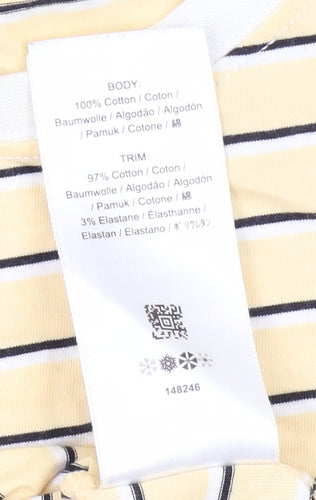 BODY:
100% Cotton / Coton /
Baumwolle / Algodão / Algodón
/ Pamuk / Cotone / 綿
TRIM:
97% Cotton / Coton /
Baumwolle / Algodão / Algodón
/ Pamuk / Cotone / 綿
3% Elastane / Élasthanne /
Elastan / Elastano / ポリウレタン
148246